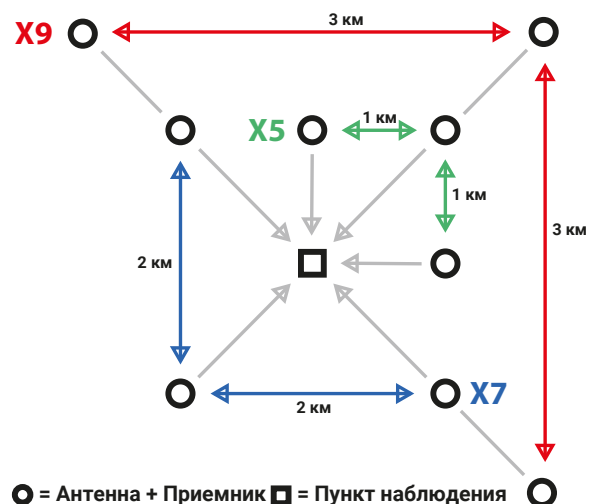 X9
3 км
X5
1 км
1 км
3 км
2 км
X7
2 км
= Антенна + Приемник = Пункт наблюдения